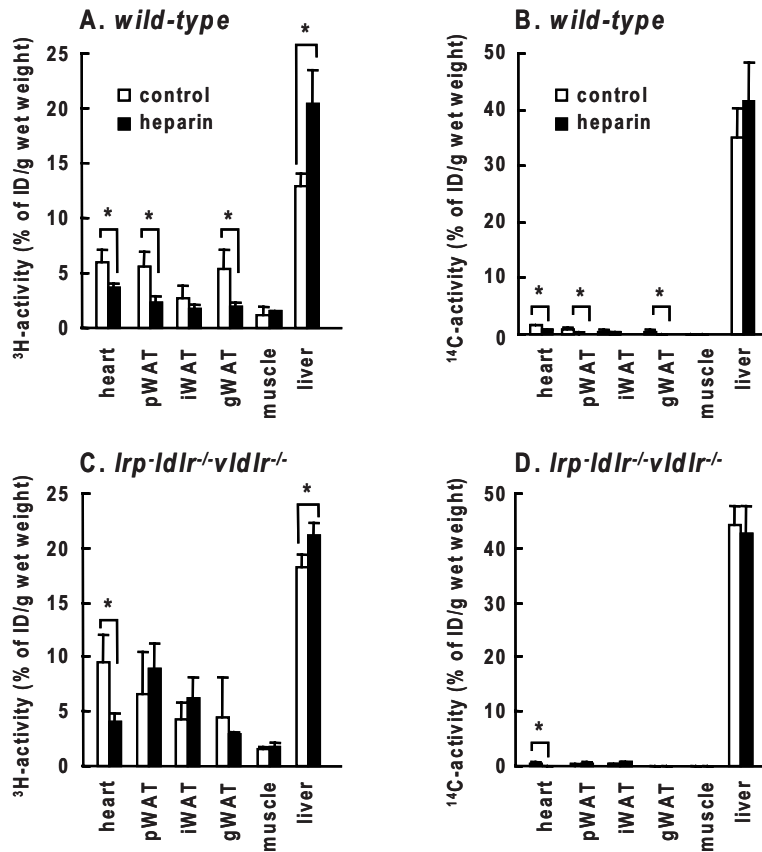 A. wild-type
³H-activity (% of ID/g wet weight)
25
20
15
10
5
0
control
heparin
*
*
*
*
heart
pWAT
iWAT
gWAT
muscle
liver
B. wild-type
¹⁴C-activity (% of ID/g wet weight)
50
40
30
20
10
0
control
heparin
*
*
*
heart
pWAT
iWAT
gWAT
muscle
liver
C. lrp⁻ldlr⁻/⁻vldlr⁻/⁻
³H-activity (% of ID/g wet weight)
25
20
15
10
5
0
*
*
heart
pWAT
iWAT
gWAT
muscle
liver
D. lrp⁻ldlr⁻/⁻vldlr⁻/⁻
¹⁴C-activity (% of ID/g wet weight)
50
40
30
20
10
0
*
heart
pWAT
iWAT
gWAT
muscle
liver